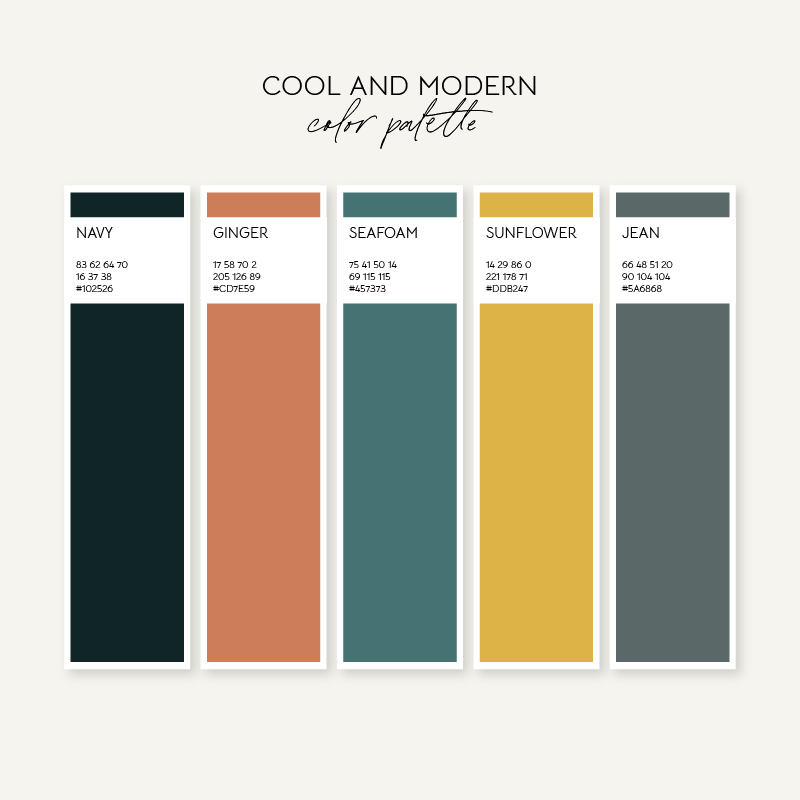 COOL AND MODERN
color palette
NAVY
83 62 64 70
16 37 38
#102526
GINGER
17 58 70 2
205 126 89
#CD7E59
SEAFOAM
75 41 50 14
69 115 115
#457373
SUNFLOWER
14 29 86 0
221 178 71
#DDB247
JEAN
66 48 51 20
90 104 104
#5A6868